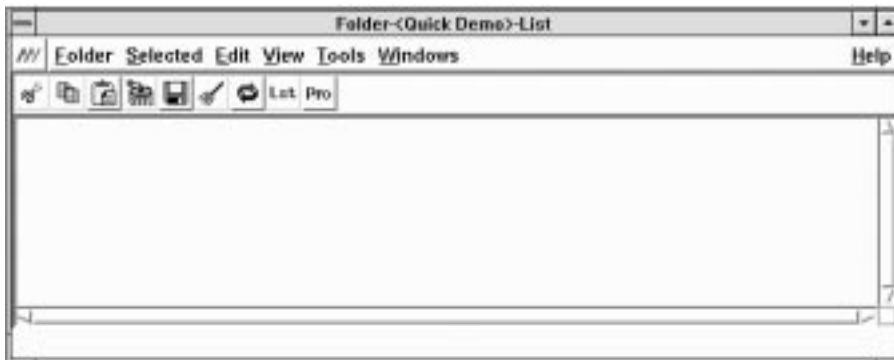 Folder-<Quick Demo>-List
Folder Selected Edit View Tools Windows Help
Lst Pro